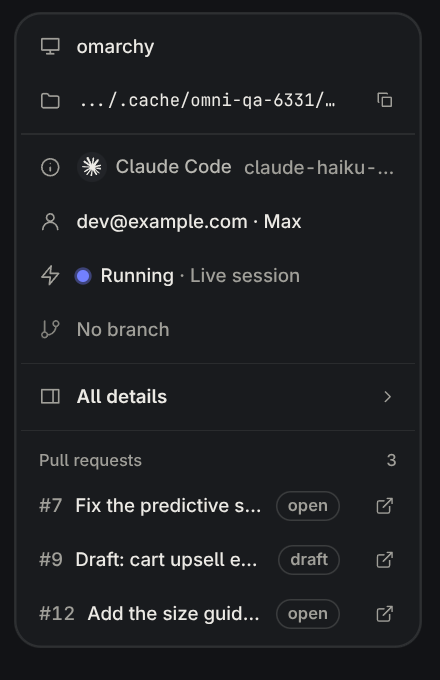 omarchy
.../.cache/omni-qa-6331/…
Claude Code claude-haiku-...
dev@example.com · Max
Running · Live session
No branch
All details
Pull requests 3
#7 Fix the predictive s... open
#9 Draft: cart upsell e... draft
#12 Add the size guid... open